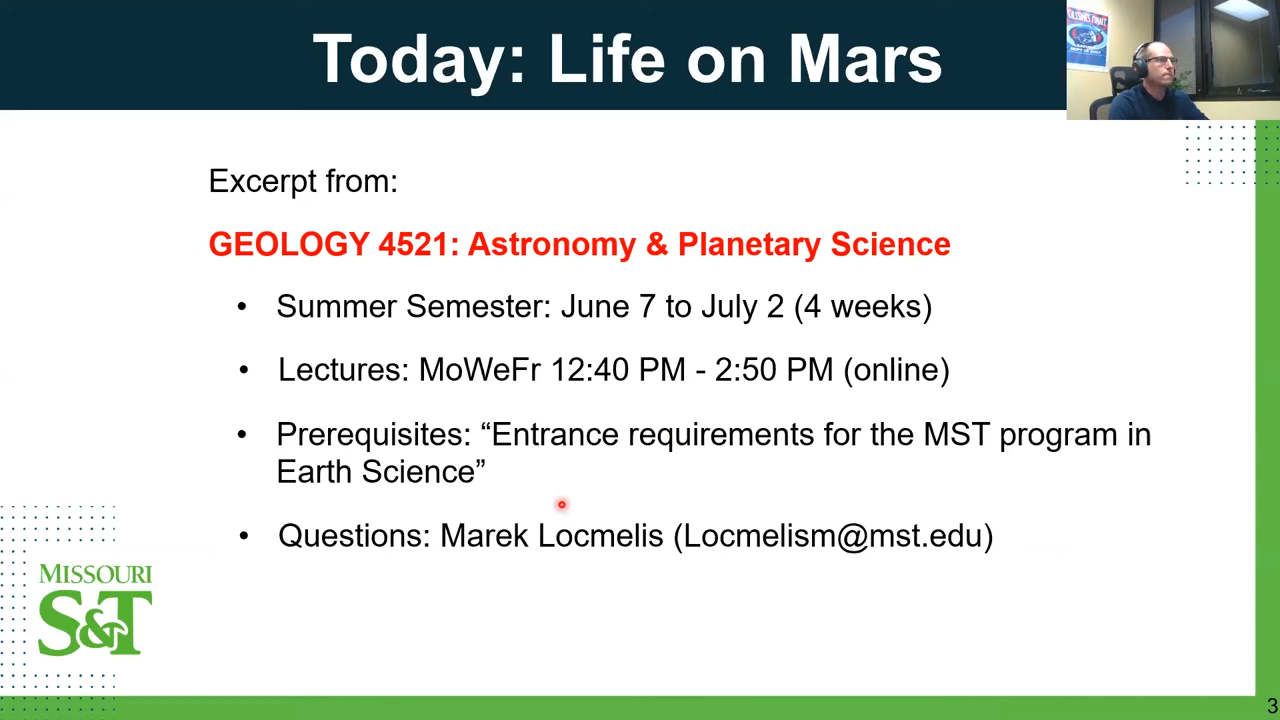 Today: Life on Mars
Excerpt from:
GEOLOGY 4521: Astronomy & Planetary Science
• Summer Semester: June 7 to July 2 (4 weeks)
• Lectures: MoWeFr 12:40 PM - 2:50 PM (online)
• Prerequisites: “Entrance requirements for the MST program in
Earth Science”
• Questions: Marek Locmelis (Locmelism@mst.edu)
MISSOURI
S&T
3